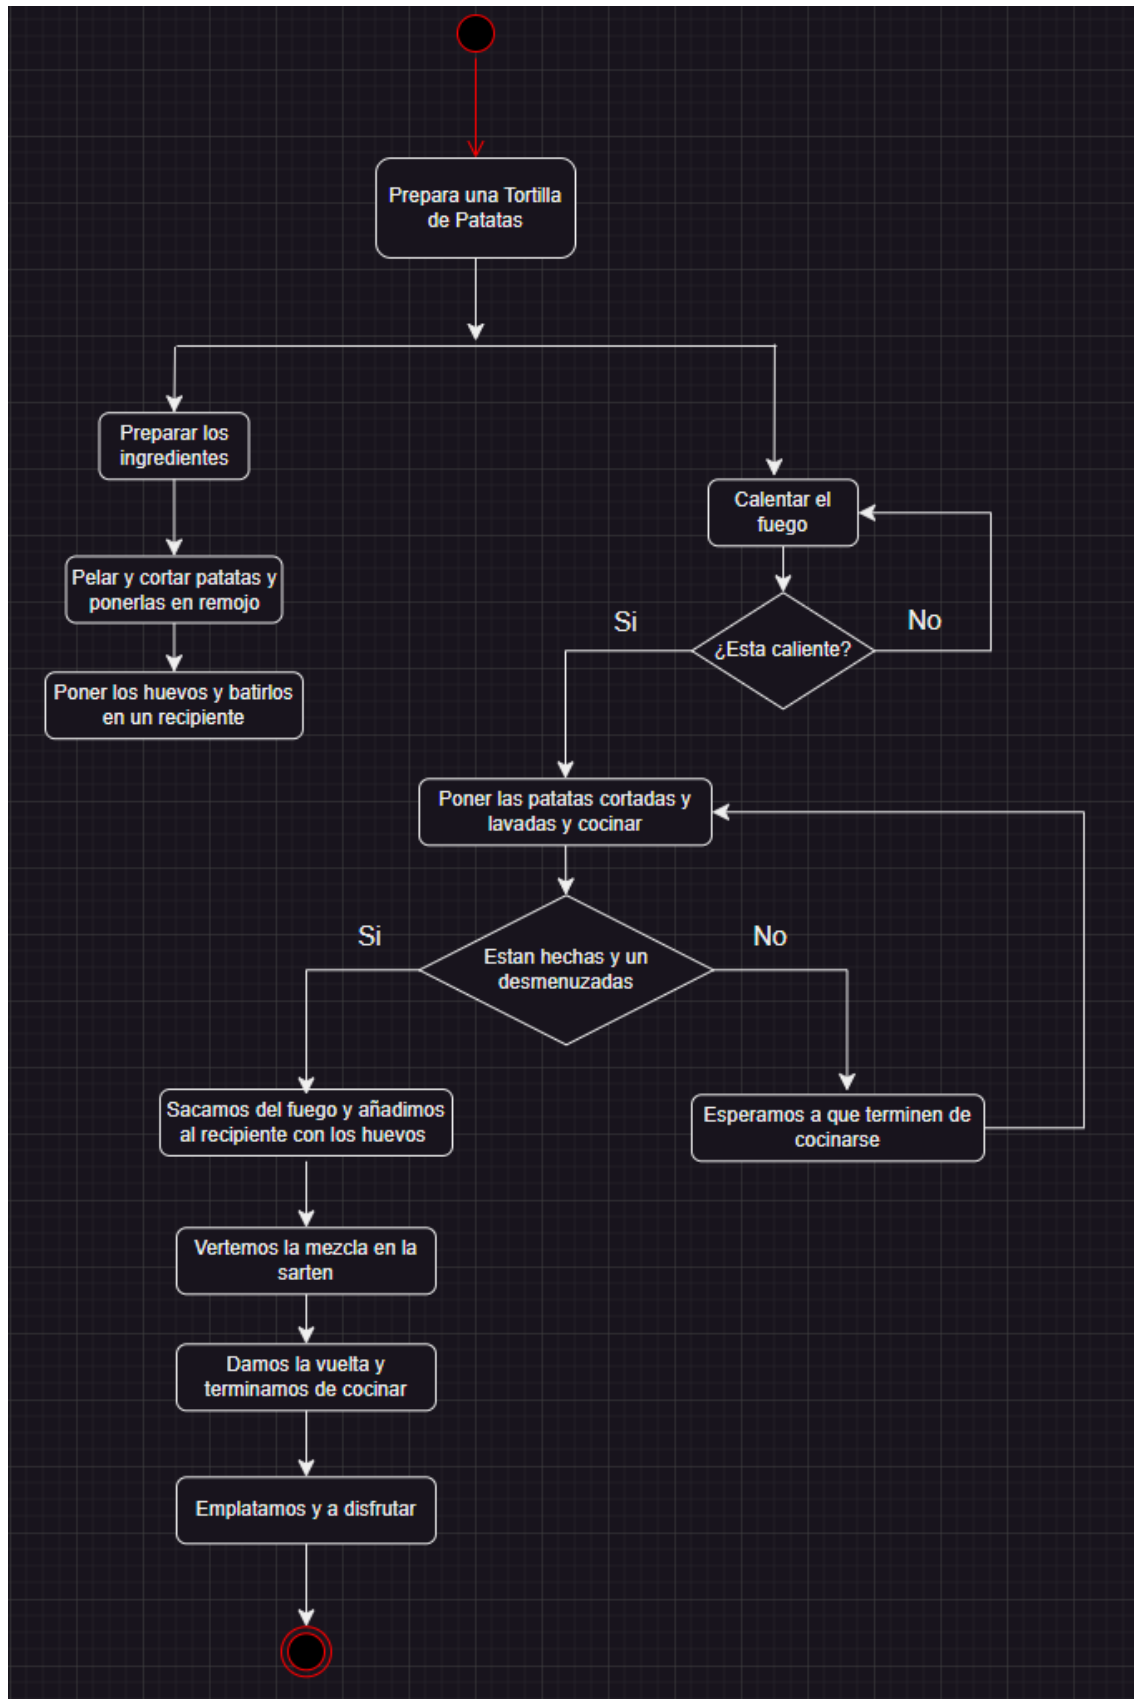 Prepara una Tortilla
de Patatas
Preparar los
ingredientes
Calentar el
fuego
Pelar y cortar patatas y
ponerlas en remojo
Si
No
¿Esta caliente?
Poner los huevos y batirlos
en un recipiente
Poner las patatas cortadas y
lavadas y cocinar
Si
No
Estan hechas y un
desmenuzadas
Sacamos del fuego y añadimos
al recipiente con los huevos
Esperamos a que terminen de
cocinarse
Vertemos la mezcla en la
sarten
Damos la vuelta y
terminamos de cocinar
Emplatamos y a disfrutar